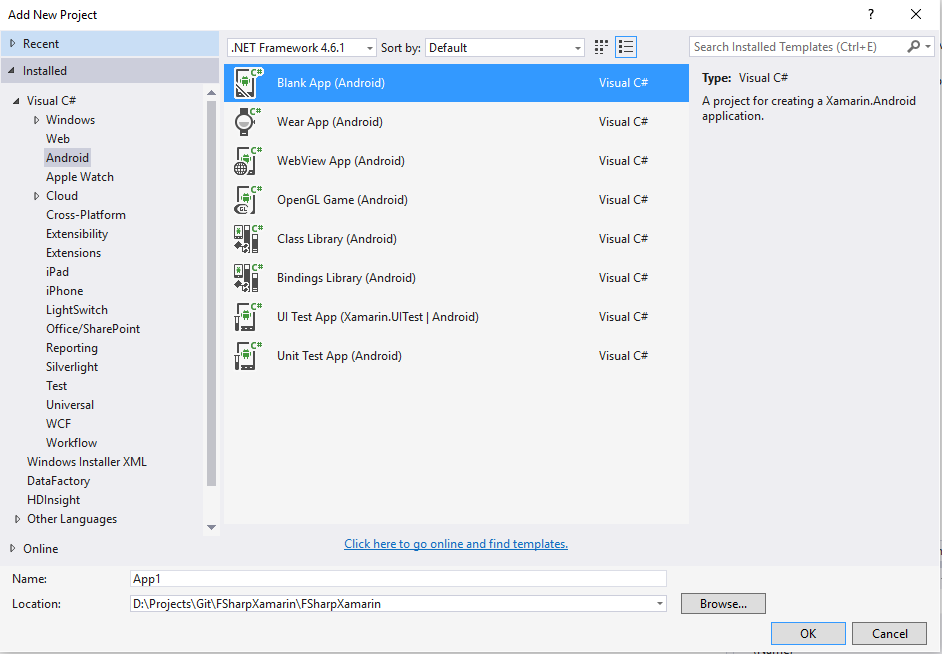 Add New Project
?
Recent
Installed
Visual C#
Windows
Web
Android
Apple Watch
Cloud
Cross-Platform
Extensibility
Extensions
iPad
iPhone
LightSwitch
Office/SharePoint
Reporting
Silverlight
Test
Universal
WCF
Workflow
Windows Installer XML
DataFactory
HDInsight
Other Languages
Online
.NET Framework 4.6.1 Sort by: Default
Blank App (Android) Visual C#
Wear App (Android) Visual C#
WebView App (Android) Visual C#
OpenGL Game (Android) Visual C#
Class Library (Android) Visual C#
Bindings Library (Android) Visual C#
UI Test App (Xamarin.UITest | Android) Visual C#
Unit Test App (Android) Visual C#
Click here to go online and find templates.
Search Installed Templates (Ctrl+E)
Type: Visual C#
A project for creating a Xamarin.Android
application.
Name: App1
Location: D:\Projects\Git\FSharpXamarin\FSharpXamarin Browse...
OK Cancel